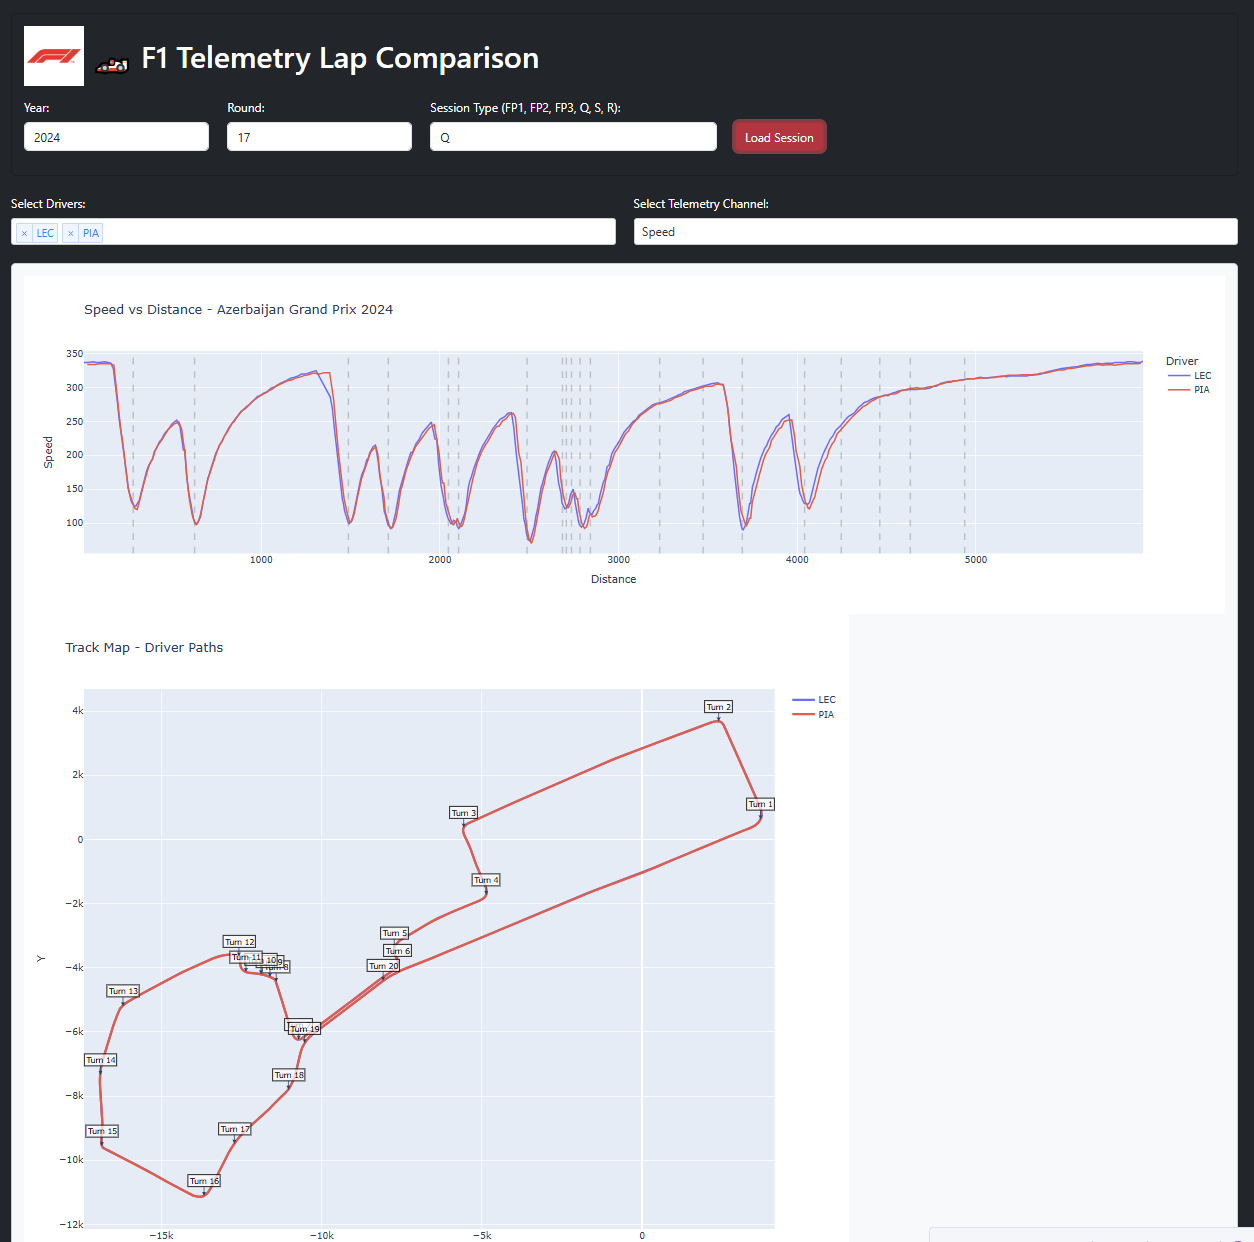 F1 Telemetry Lap Comparison
Year:
Round:
Session Type (FP1, FP2, FP3, Q, S, R):
2024
17
Q
Load Session
Select Drivers:
Select Telemetry Channel:
× LEC × PIA
Speed
Speed vs Distance - Azerbaijan Grand Prix 2024
350
300
250
200
150
100
Speed
1000
2000
3000
4000
5000
Distance
Driver
LEC
PIA
Track Map - Driver Paths
LEC
PIA
4k
2k
0
−2k
−4k
−6k
−8k
−10k
−12k
Y
−15k
−10k
−5k
0
Turn 2
Turn 1
Turn 3
Turn 4
Turn 5
Turn 6
Turn 20
Turn 12
Turn 11
10
9
8
Turn 13
Turn 19
Turn 14
Turn 18
Turn 15
Turn 17
Turn 16